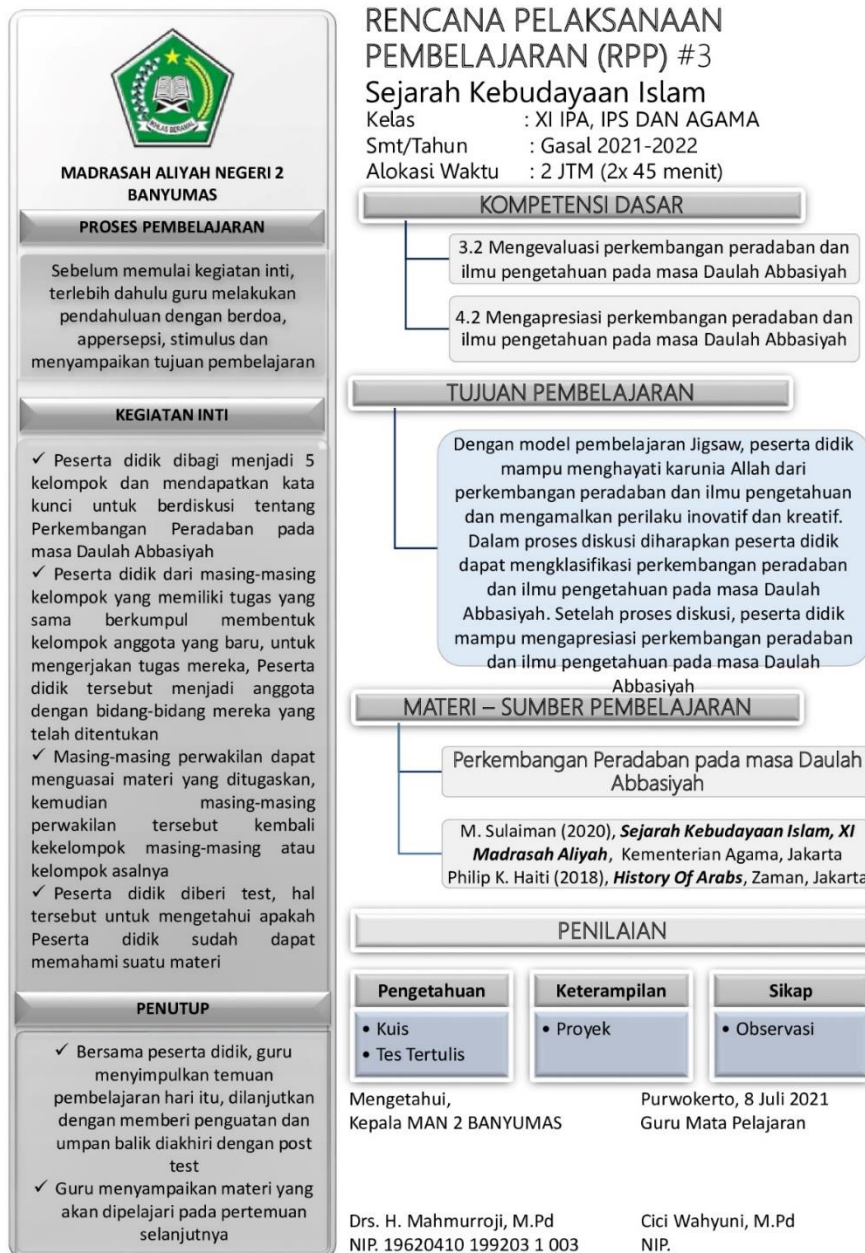 IKHLAS BERAMAL
MADRASAH ALIYAH NEGERI 2
BANYUMAS
PROSES PEMBELAJARAN
Sebelum memulai kegiatan inti,
terlebih dahulu guru melakukan
pendahuluan dengan berdoa,
appersepsi, stimulus dan
menyampaikan tujuan pembelajaran
KEGIATAN INTI
✓ Peserta didik dibagi menjadi 5
kelompok dan mendapatkan kata
kunci untuk berdiskusi tentang
Perkembangan Peradaban pada
masa Daulah Abbasiyah
✓ Peserta didik dari masing-masing
kelompok yang memiliki tugas yang
sama berkumpul membentuk
kelompok anggota yang baru, untuk
mengerjakan tugas mereka, Peserta
didik tersebut menjadi anggota
dengan bidang-bidang mereka yang
telah ditentukan
✓ Masing-masing perwakilan dapat
menguasai materi yang ditugaskan,
kemudian masing-masing
perwakilan tersebut kembali
kekelompok masing-masing atau
kelompok asalnya
✓ Peserta didik diberi test, hal
tersebut untuk mengetahui apakah
Peserta didik sudah dapat
memahami suatu materi
PENUTUP
✓ Bersama peserta didik, guru
menyimpulkan temuan
pembelajaran hari itu, dilanjutkan
dengan memberi penguatan dan
umpan balik diakhiri dengan post
test
✓ Guru menyampaikan materi yang
akan dipelajari pada pertemuan
selanjutnya
RENCANA PELAKSANAAN
PEMBELAJARAN (RPP) #3
Sejarah Kebudayaan Islam
Kelas : XI IPA, IPS DAN AGAMA
Smt/Tahun : Gasal 2021-2022
Alokasi Waktu : 2 JTM (2x 45 menit)
KOMPETENSI DASAR
3.2 Mengevaluasi perkembangan peradaban dan
ilmu pengetahuan pada masa Daulah Abbasiyah
4.2 Mengapresiasi perkembangan peradaban dan
ilmu pengetahuan pada masa Daulah Abbasiyah
TUJUAN PEMBELAJARAN
Dengan model pembelajaran Jigsaw, peserta didik
mampu menghayati karunia Allah dari
perkembangan peradaban dan ilmu pengetahuan
dan mengamalkan perilaku inovatif dan kreatif.
Dalam proses diskusi diharapkan peserta didik
dapat mengklasifikasi perkembangan peradaban
dan ilmu pengetahuan pada masa Daulah
Abbasiyah. Setelah proses diskusi, peserta didik
mampu mengapresiasi perkembangan peradaban
dan ilmu pengetahuan pada masa Daulah
Abbasiyah
MATERI – SUMBER PEMBELAJARAN
Perkembangan Peradaban pada masa Daulah
Abbasiyah
M. Sulaiman (2020), Sejarah Kebudayaan Islam, XI
Madrasah Aliyah, Kementerian Agama, Jakarta
Philip K. Haiti (2018), History Of Arabs, Zaman, Jakarta
PENILAIAN
Pengetahuan
• Kuis
• Tes Tertulis
Keterampilan
• Proyek
Sikap
• Observasi
Mengetahui,
Kepala MAN 2 BANYUMAS
Drs. H. Mahmurroji, M.Pd
NIP. 19620410 199203 1 003
Purwokerto, 8 Juli 2021
Guru Mata Pelajaran
Cici Wahyuni, M.Pd
NIP.